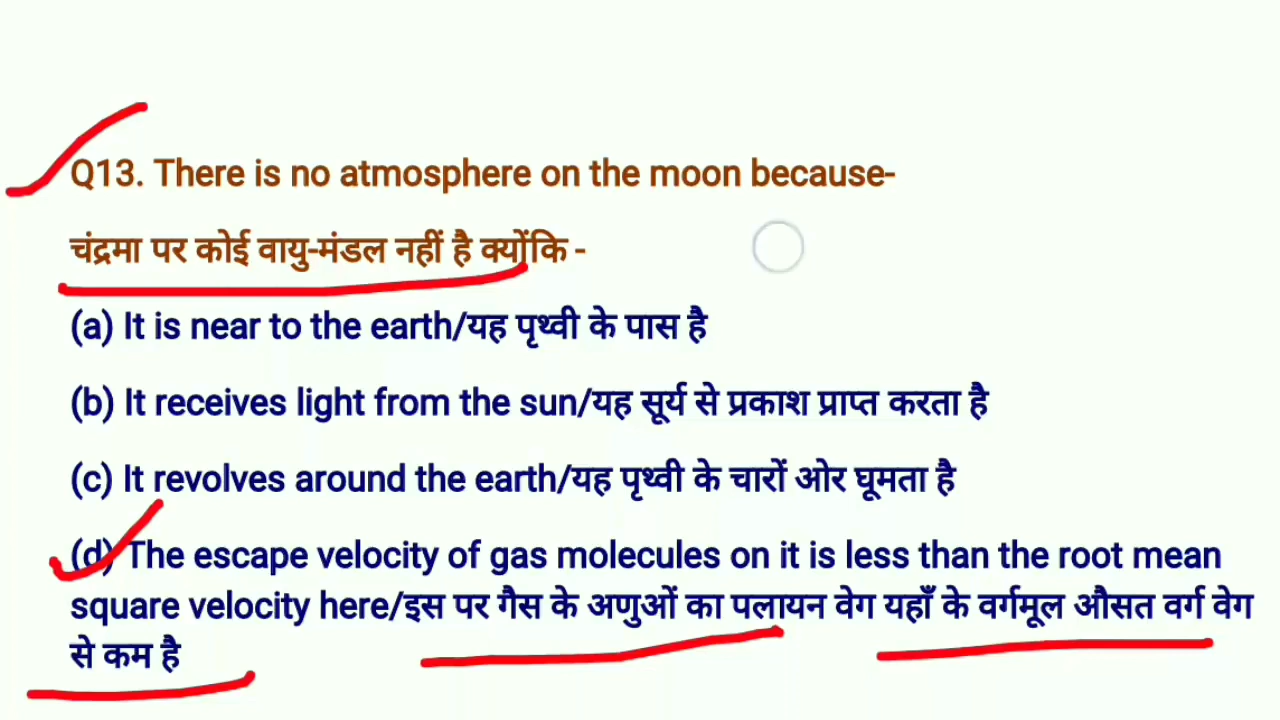 Q13. There is no atmosphere on the moon because-
चंद्रमा पर कोई वायु-मंडल नहीं है क्योंकि -
(a) It is near to the earth/यह पृथ्वी के पास है
(b) It receives light from the sun/यह सूर्य से प्रकाश प्राप्त करता है
(c) It revolves around the earth/यह पृथ्वी के चारों ओर घूमता है
(d) The escape velocity of gas molecules on it is less than the root mean
square velocity here/इस पर गैस के अणुओं का पलायन वेग यहाँ के वर्गमूल औसत वर्ग वेग
से कम है